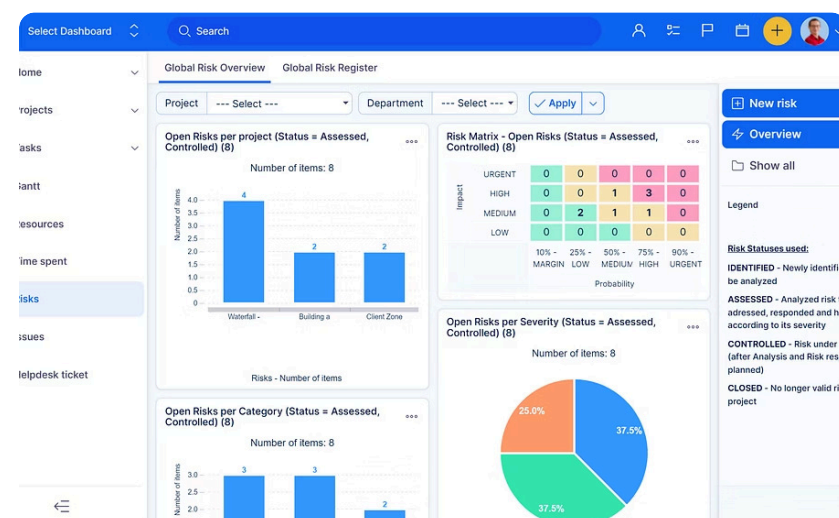 Select Dashboard
Search
ome
rojects
asks
antt
esources
ime spent
isks
ssues
elpdesk ticket
Global Risk Overview Global Risk Register
Project --- Select --- Department --- Select --- Apply
Open Risks per project (Status = Assessed,
Controlled) (8)
Number of items: 8
Number of items
4.0
3.5
3.0
2.5
2.0
1.5
1.0
0.5
0
4
2
2
Waterfall - Building a Client Zone
Risks - Number of items
Open Risks per Category (Status = Assessed,
Controlled) (8)
Number of items: 8
Number of items
3.0
2.5
2.0
3
3
2
Risk Matrix - Open Risks (Status = Assessed,
Controlled) (8)
Impact
URGENT 0 0 0 0 0
HIGH 0 0 1 3 0
MEDIUM 0 2 1 1 0
LOW 0 0 0 0 0
10% - 25% - 50% - 75% - 90% -
MARGIN LOW MEDIUM HIGH URGENT
Probability
Open Risks per Severity (Status = Assessed,
Controlled) (8)
Number of items: 8
25.0%
37.5%
37.5%
New risk
Overview
Show all
Legend
Risk Statuses used:
IDENTIFIED - Newly identifi
be analyzed
ASSESSED - Analyzed risk
adressed, responded and h
according to its severity
CONTROLLED - Risk under
(after Analysis and Risk res
planned)
CLOSED - No longer valid ri
project